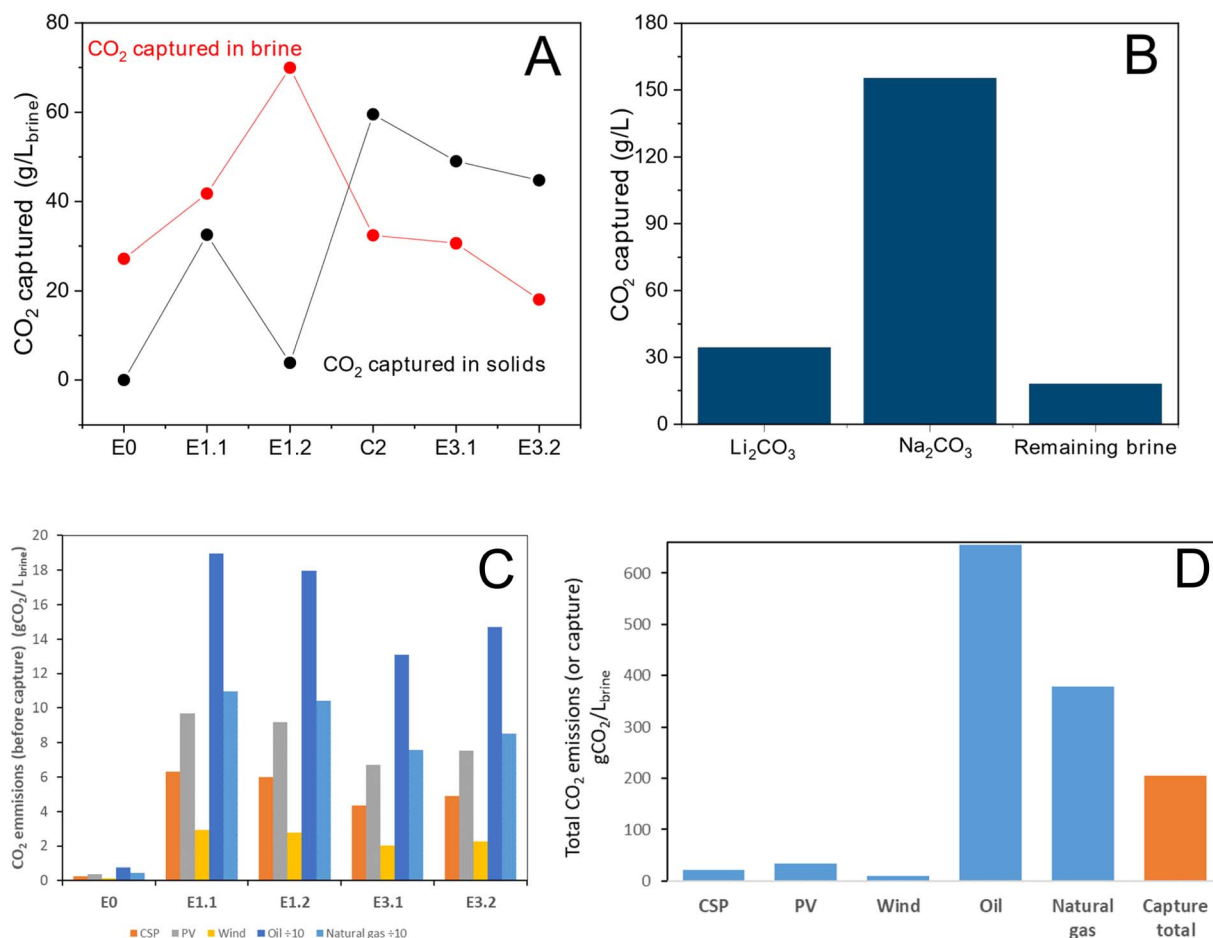 A
CO₂ captured in brine
CO₂ captured in solids
CO₂ captured (g/Lbrine)
80
60
40
20
0
E0 E1.1 E1.2 C2 E3.1 E3.2
B
CO₂ captured (g/L)
180
150
120
90
60
30
0
Li₂CO₃ Na₂CO₃ Remaining brine
C
CO₂ emmissions (before capture) (gCO₂/ L brine)
20
18
16
14
12
10
8
6
4
2
0
E0 E1.1 E1.2 E3.1 E3.2
CSP PV Wind Oil ÷10 Natural gas ÷10
D
Total CO₂ emissions (or capture)
gCO₂/Lbrine
600
500
400
300
200
100
0
CSP PV Wind Oil Natural gas Capture total